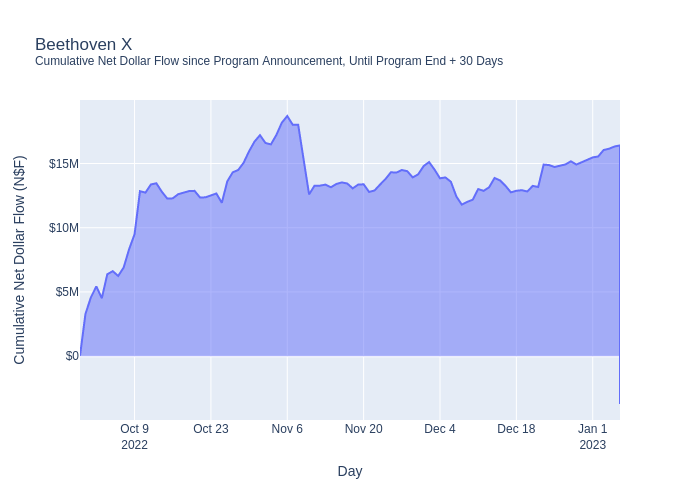 Beethoven X
Cumulative Net Dollar Flow since Program Announcement, Until Program End + 30 Days
Cumulative Net Dollar Flow (N$F)
$15M
$10M
$5M
$0
Oct 9
2022
Oct 23
Nov 6
Nov 20
Dec 4
Dec 18
Jan 1
2023
Day